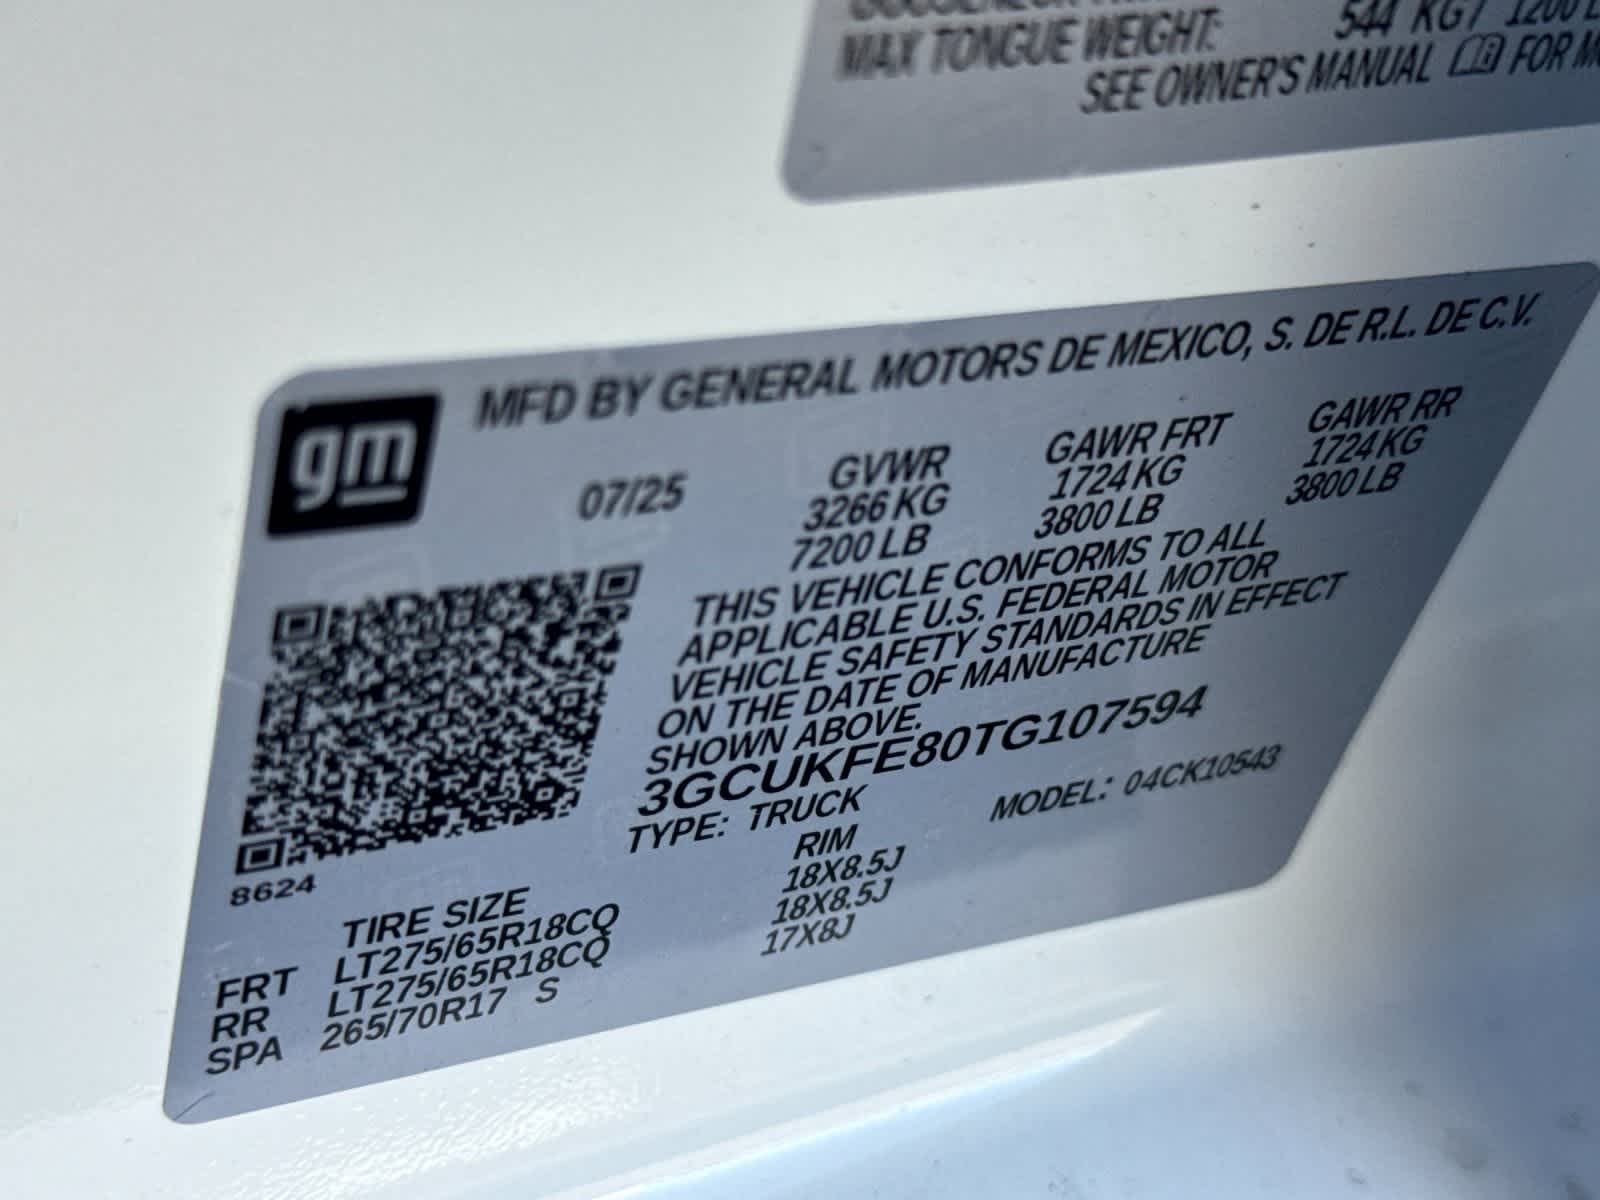 MAX TONGUE WEIGHT: 544 KG / 1200
SEE OWNER'S MANUAL FOR
gm
MFD BY GENERAL MOTORS DE MEXICO, S. DE R.L. DE C.V.
07/25 GVWR GAWR FRT GAWR RR
3266 KG 1724 KG 1724 KG
7200 LB 3800 LB 3800 LB
THIS VEHICLE CONFORMS TO ALL
APPLICABLE U.S. FEDERAL MOTOR
VEHICLE SAFETY STANDARDS IN EFFECT
ON THE DATE OF MANUFACTURE
SHOWN ABOVE.
3GCUKFE80TG107594
TYPE: TRUCK MODEL: 04CK10543
8624
TIRE SIZE RIM
FRT LT275/65R18CQ 18X8.5J
RR LT275/65R18CQ 18X8.5J
SPA 265/70R17 S 17X8J